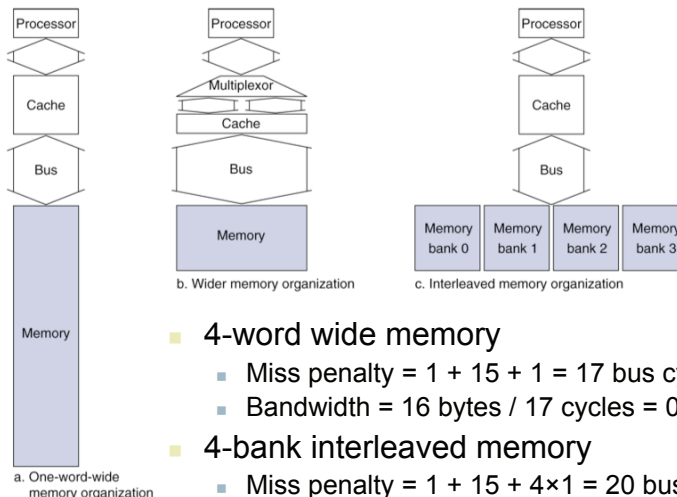 Processor
Cache
Bus
Memory
a. One-word-wide
memory organization
Processor
Multiplexor
Cache
Bus
Memory
b. Wider memory organization
Processor
Cache
Bus
Memory
bank 0
Memory
bank 1
Memory
bank 2
Memory
bank 3
c. Interleaved memory organization
4-word wide memory
Miss penalty = 1 + 15 + 1 = 17 bus
Bandwidth = 16 bytes / 17 cycles =
4-bank interleaved memory
Miss penalty = 1 + 15 + 4×1 = 20